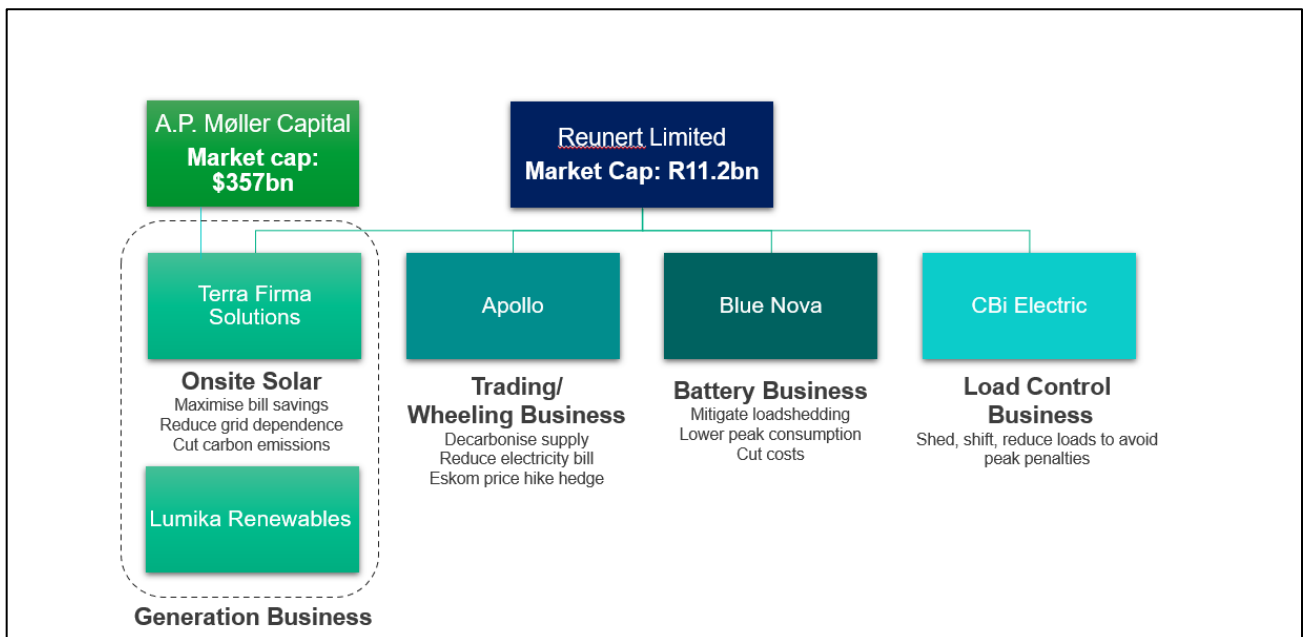 A.P. Møller Capital
Market cap:
$357bn
Reunert Limited
Market Cap: R11.2bn
Terra Firma
Solutions
Apollo
Blue Nova
CBi Electric
Onsite Solar
Maximise bill savings
Reduce grid dependence
Cut carbon emissions
Trading/
Wheeling Business
Decarbonise supply
Reduce electricity bill
Eskom price hike hedge
Battery Business
Mitigate loadshedding
Lower peak consumption
Cut costs
Load Control
Business
Shed, shift, reduce loads to avoid
peak penalties
Lumika Renewables
Generation Business